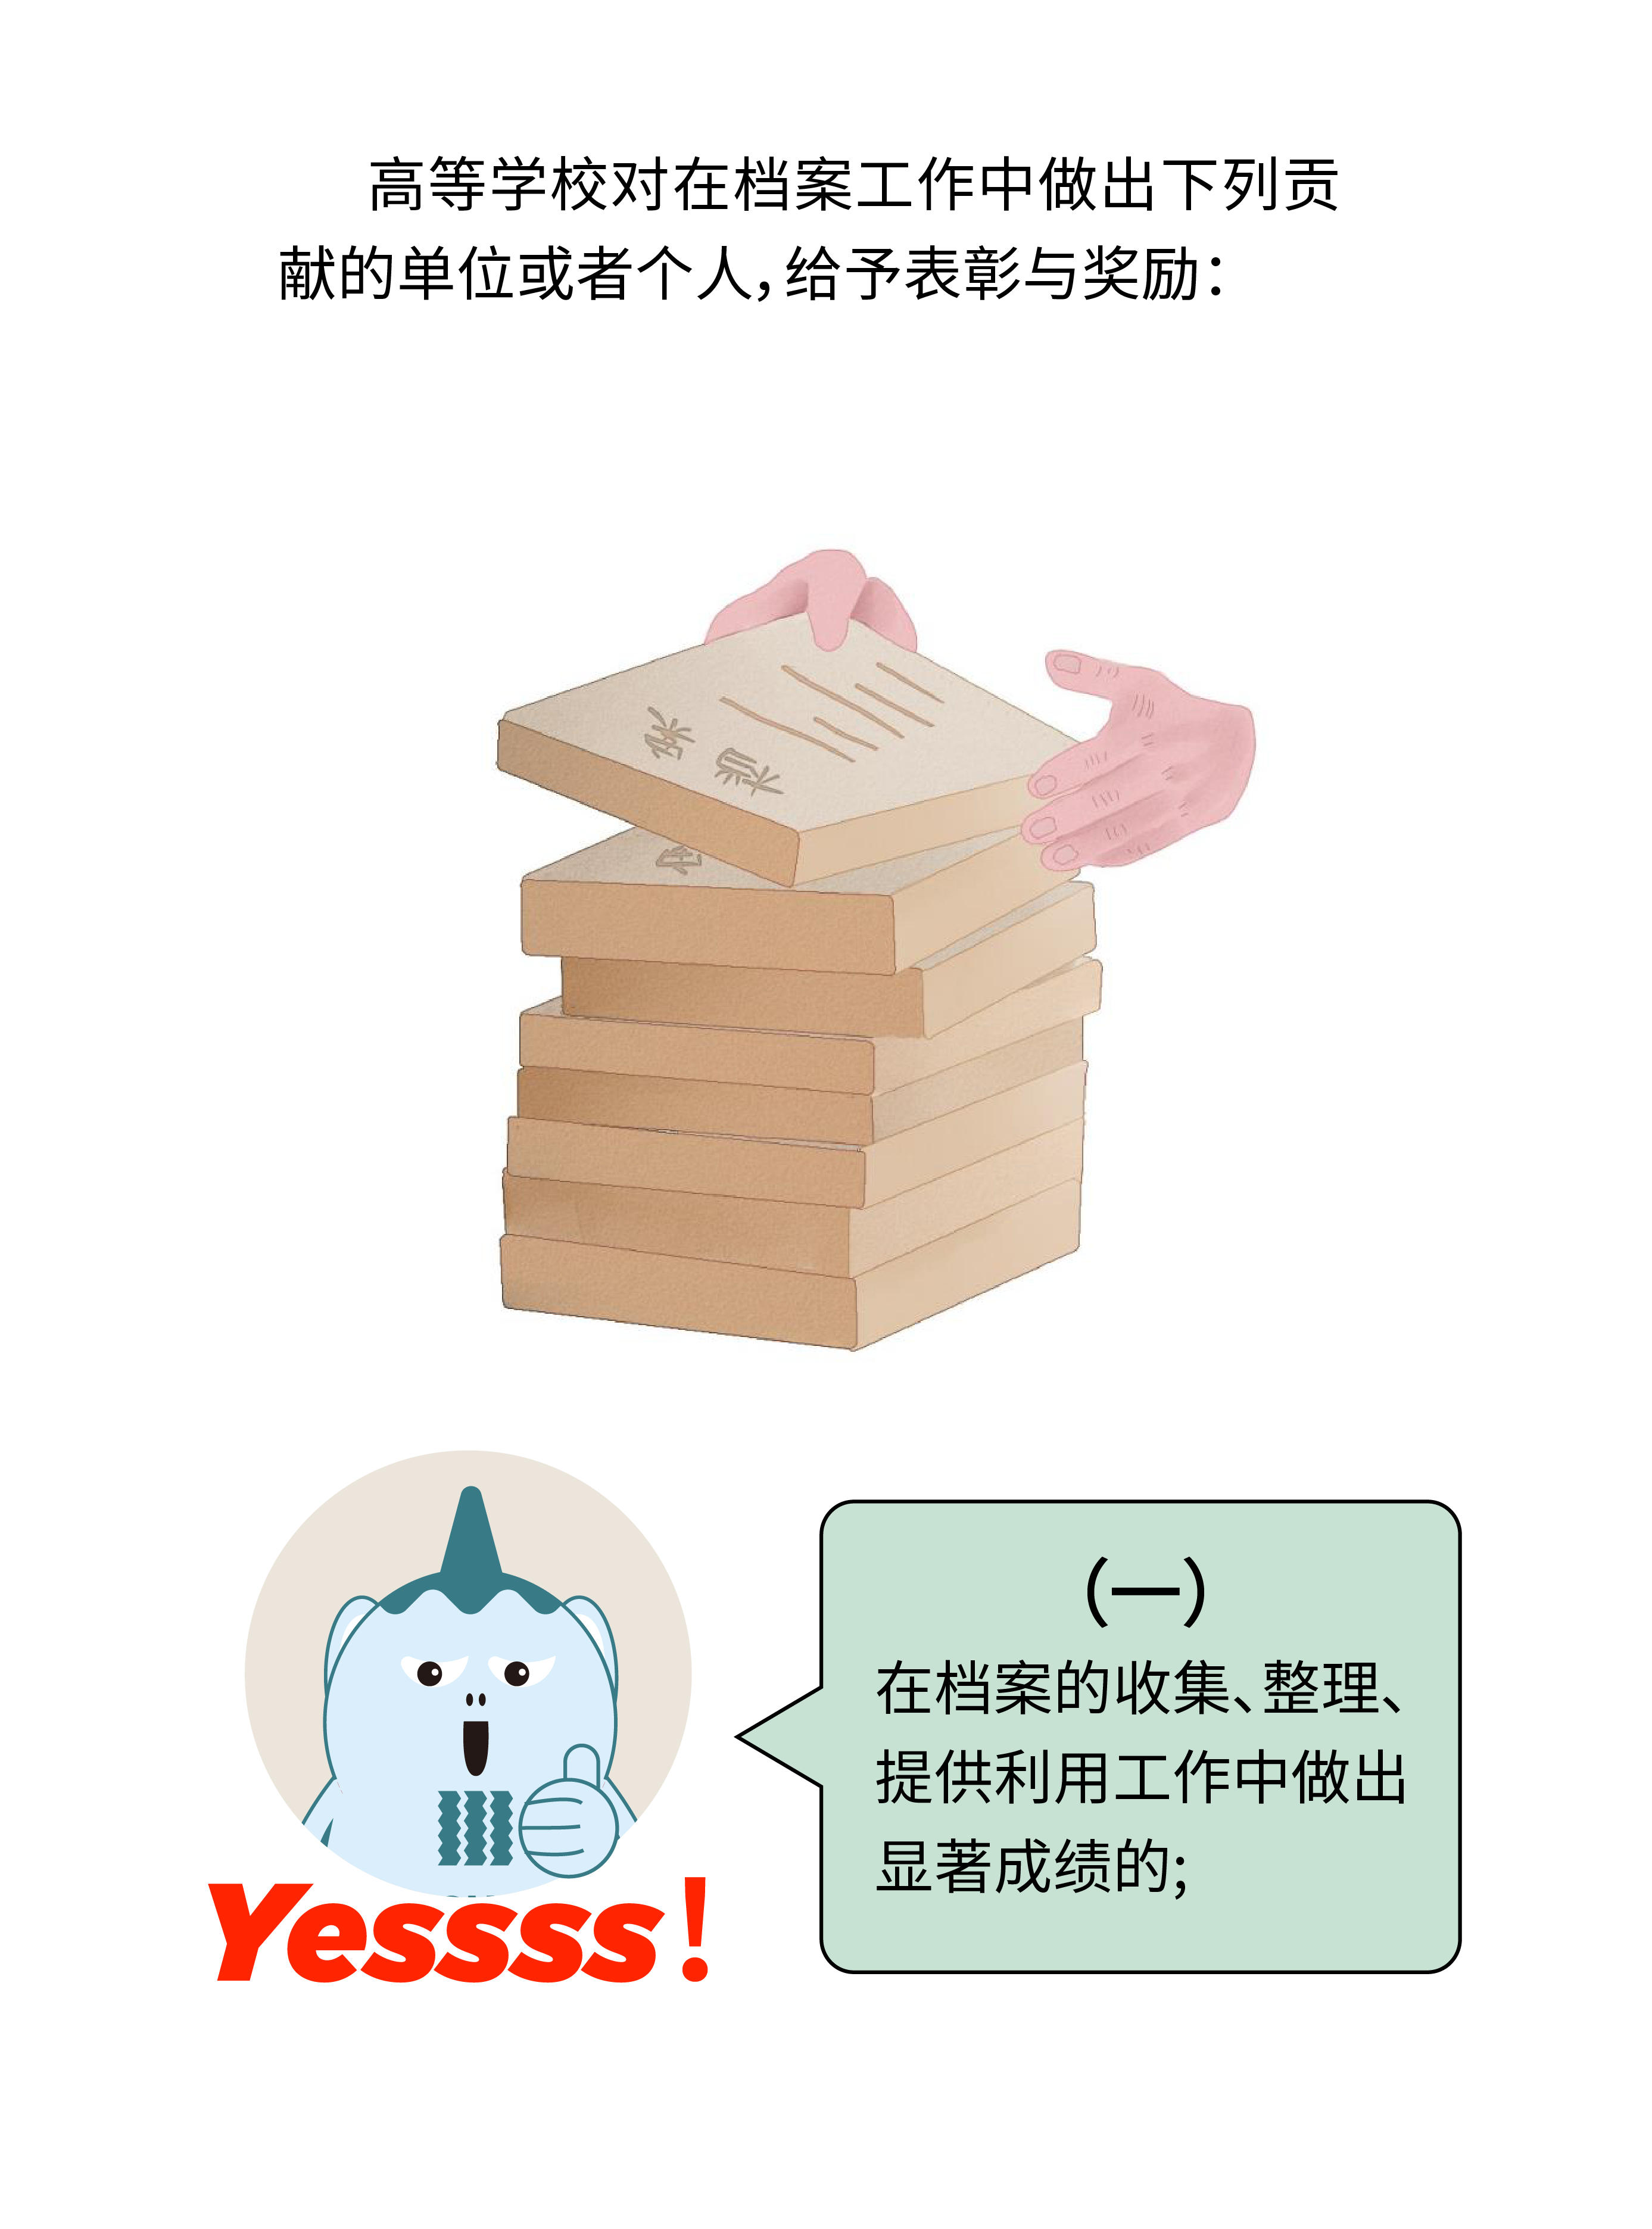 高等学校对在档案工作中做出下列贡
献的单位或者个人，给予表彰与奖励：
档案
Yessss!
（一）
在档案的收集、整理、
提供利用工作中做出
显著成绩的;